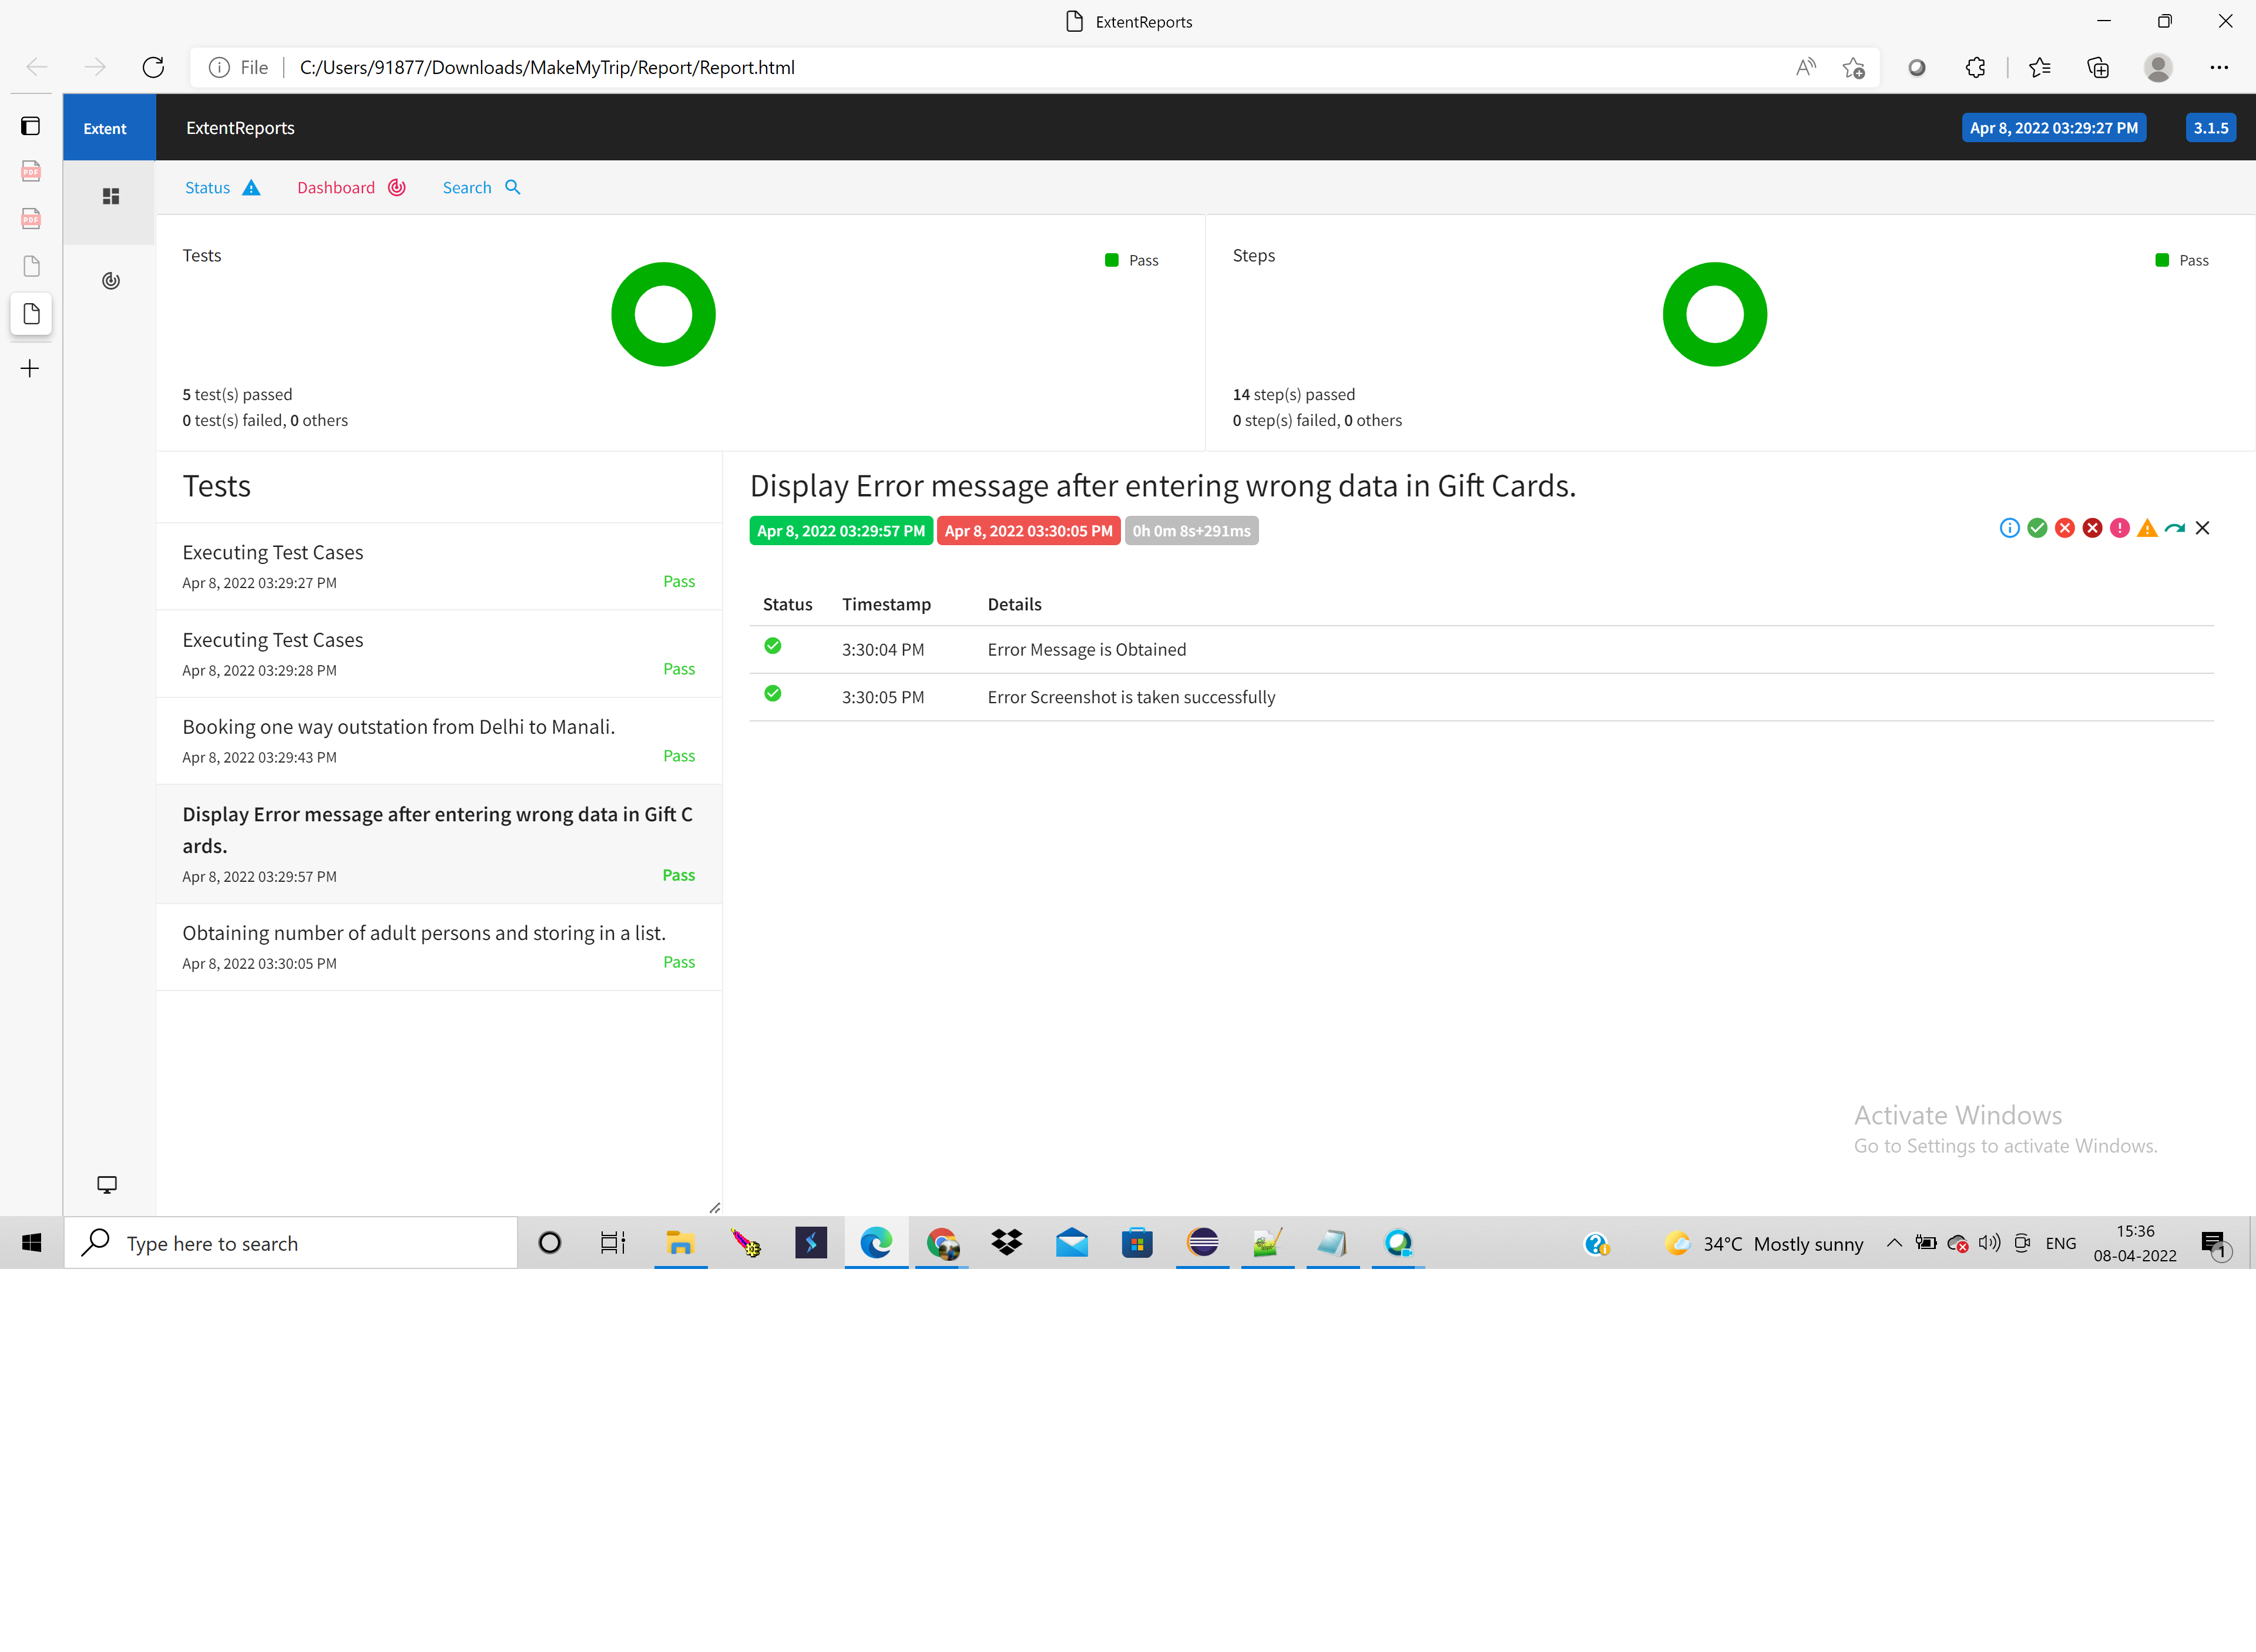 ExtentReports
File
C:/Users/91877/Downloads/MakeMyTrip/Report/Report.html
Extent
ExtentReports
Apr 8, 2022 03:29:27 PM
3.1.5
Status
Dashboard
Search
Tests
Pass
5 test(s) passed
0 test(s) failed, 0 others
Steps
Pass
14 step(s) passed
0 step(s) failed, 0 others
Tests
Executing Test Cases
Apr 8, 2022 03:29:27 PM
Pass
Executing Test Cases
Apr 8, 2022 03:29:28 PM
Pass
Booking one way outstation from Delhi to Manali.
Apr 8, 2022 03:29:43 PM
Pass
Display Error message after entering wrong data in Gift C
ards.
Apr 8, 2022 03:29:57 PM
Pass
Obtaining number of adult persons and storing in a list.
Apr 8, 2022 03:30:05 PM
Pass
Display Error message after entering wrong data in Gift Cards.
Apr 8, 2022 03:29:57 PM
Apr 8, 2022 03:30:05 PM
0h 0m 8s+291ms
Status Timestamp Details
3:30:04 PM Error Message is Obtained
3:30:05 PM Error Screenshot is taken successfully
Activate Windows
Go to Settings to activate Windows.
PDF
PDF
Type here to search
34°C Mostly sunny
ENG
15:36
08-04-2022
1